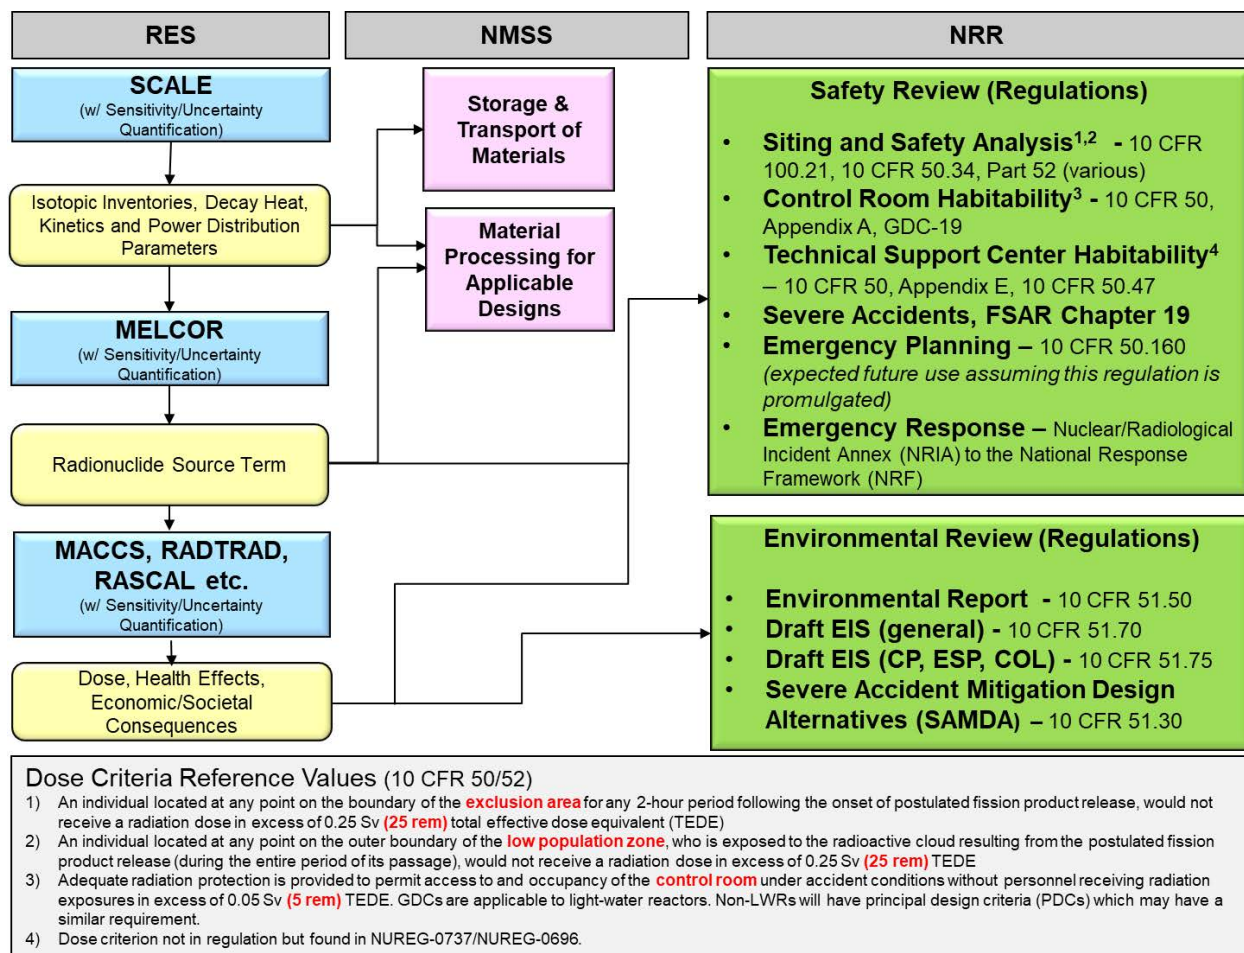 RES
NMSS
NRR
SCALE
(w/ Sensitivity/Uncertainty
Quantification)
Isotopic Inventories, Decay Heat,
Kinetics and Power Distribution
Parameters
MELCOR
(w/ Sensitivity/Uncertainty
Quantification)
Radionuclide Source Term
MACCS, RADTRAD,
RASCAL etc.
(w/ Sensitivity/Uncertainty
Quantification)
Dose, Health Effects,
Economic/Societal
Consequences
Storage &
Transport of
Materials
Material
Processing for
Applicable
Designs
Safety Review (Regulations)
• Siting and Safety Analysis1,2 - 10 CFR
100.21, 10 CFR 50.34, Part 52 (various)
• Control Room Habitability3 - 10 CFR 50,
Appendix A, GDC-19
• Technical Support Center Habitability4
– 10 CFR 50, Appendix E, 10 CFR 50.47
• Severe Accidents, FSAR Chapter 19
• Emergency Planning – 10 CFR 50.160
(expected future use assuming this regulation is
promulgated)
• Emergency Response – Nuclear/Radiological
Incident Annex (NRIA) to the National Response
Framework (NRF)
Environmental Review (Regulations)
• Environmental Report - 10 CFR 51.50
• Draft EIS (general) - 10 CFR 51.70
• Draft EIS (CP, ESP, COL) - 10 CFR 51.75
• Severe Accident Mitigation Design
Alternatives (SAMDA) – 10 CFR 51.30
Dose Criteria Reference Values (10 CFR 50/52)
1) An individual located at any point on the boundary of the exclusion area for any 2-hour period following the onset of postulated fission product release, would not
receive a radiation dose in excess of 0.25 Sv (25 rem) total effective dose equivalent (TEDE)
2) An individual located at any point on the outer boundary of the low population zone, who is exposed to the radioactive cloud resulting from the postulated fission
product release (during the entire period of its passage), would not receive a radiation dose in excess of 0.25 Sv (25 rem) TEDE
3) Adequate radiation protection is provided to permit access to and occupancy of the control room under accident conditions without personnel receiving radiation
exposures in excess of 0.05 Sv (5 rem) TEDE. GDCs are applicable to light-water reactors. Non-LWRs will have principal design criteria (PDCs) which may have a
similar requirement.
4) Dose criterion not in regulation but found in NUREG-0737/NUREG-0696.